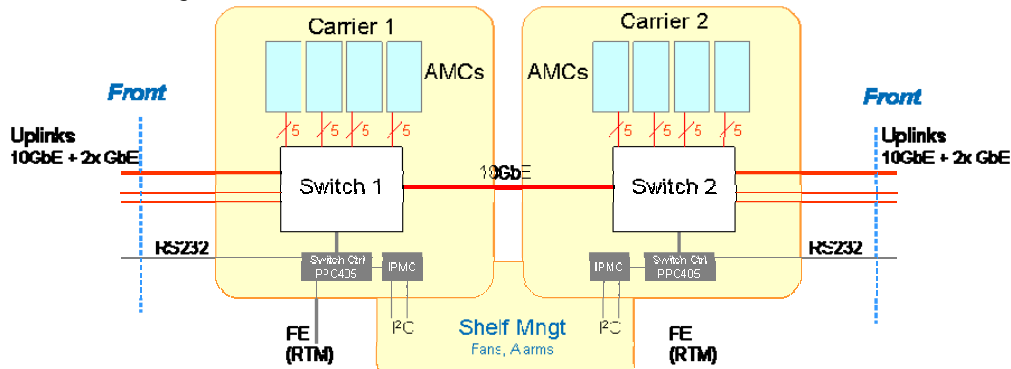 Carrier 1
Carrier 2
AMCs
AMCs
Front
Front
Uplinks
10GbE + 2x GbE
Uplinks
10GbE + 2x GbE
5
5
5
5
5
5
5
5
Switch 1
10GbE
Switch 2
RS232
RS232
Switch Ctrl
PPC405
IPMC
IPMC
Switch Ctrl
PPC405
I²C
I²C
FE
(RTM)
Shelf Mngt
Fans, Alarms
FE
(RTM)